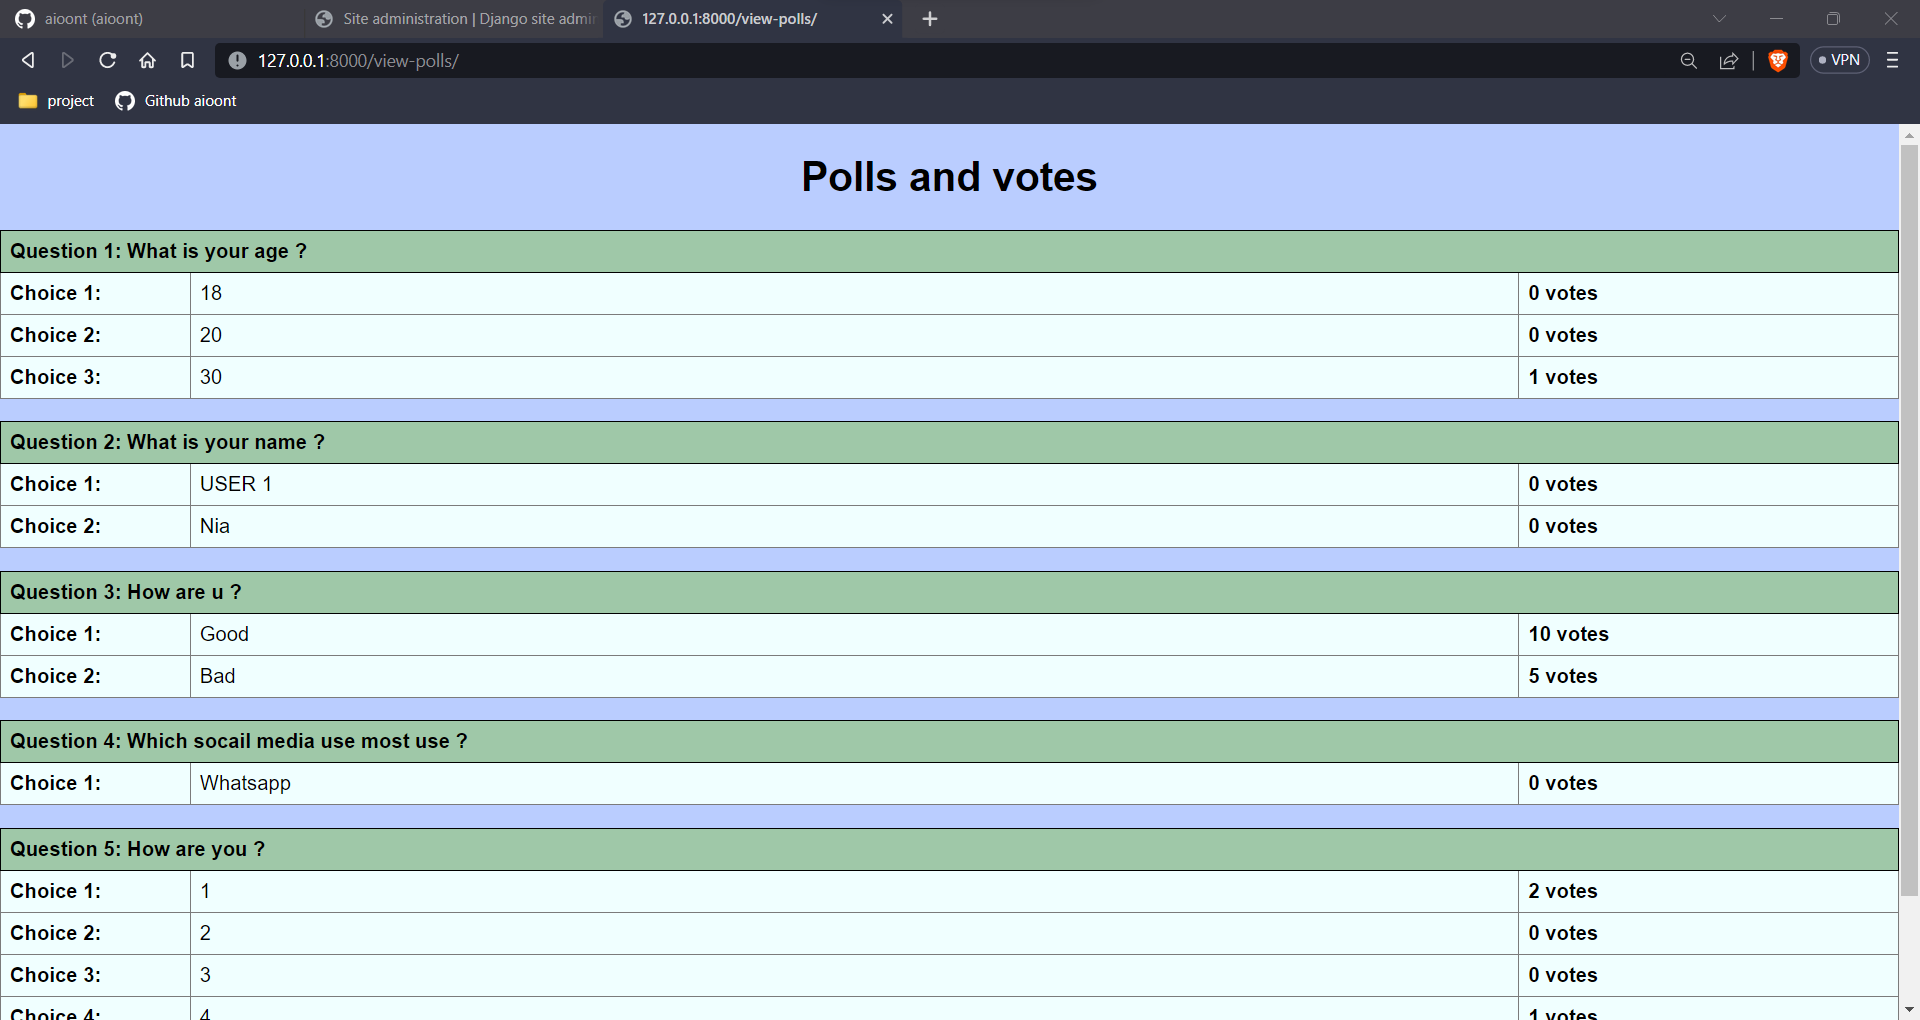 aioont (aioont) Site administration | Django site admi 127.0.0.1:8000/view-polls/
127.0.0.1:8000/view-polls/ VPN
project Github aioont
Polls and votes
Question 1: What is your age ?
Choice 1: 18 0 votes
Choice 2: 20 0 votes
Choice 3: 30 1 votes
Question 2: What is your name ?
Choice 1: USER 1 0 votes
Choice 2: Nia 0 votes
Question 3: How are u ?
Choice 1: Good 10 votes
Choice 2: Bad 5 votes
Question 4: Which socail media use most use ?
Choice 1: Whatsapp 0 votes
Question 5: How are you ?
Choice 1: 1 2 votes
Choice 2: 2 0 votes
Choice 3: 3 0 votes
Choice 4: 4 1 votes